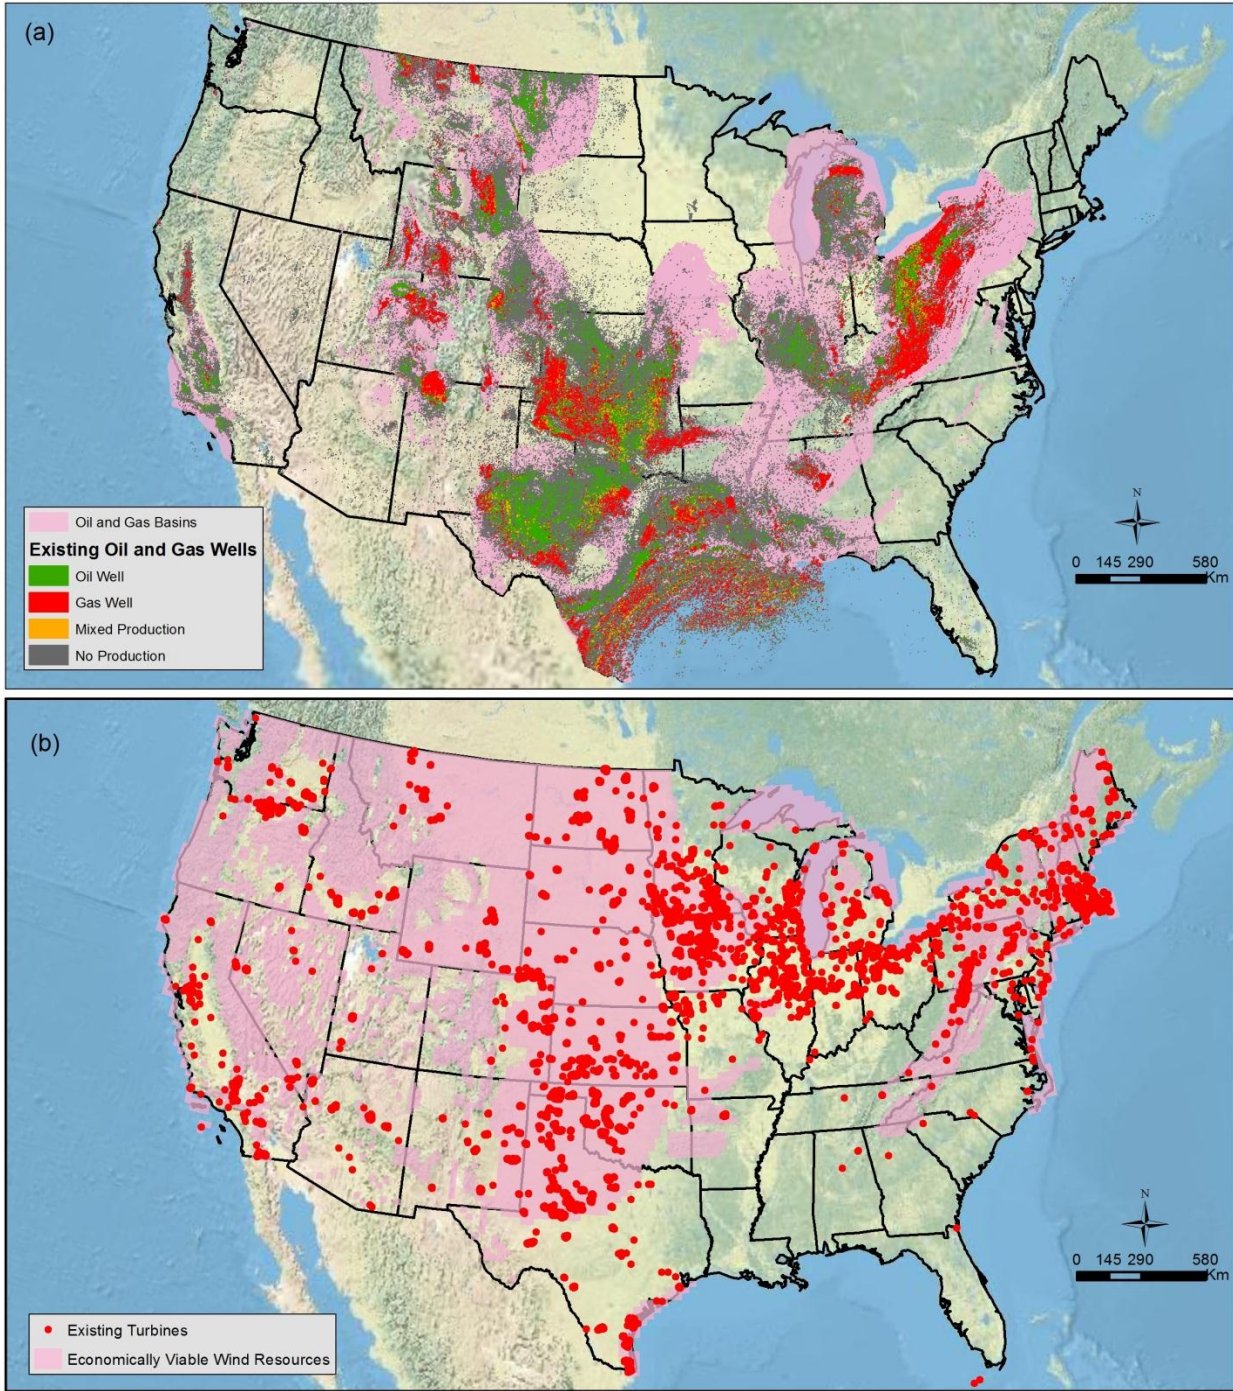 (a)
N
0 145 290 580
Km
Oil and Gas Basins
Existing Oil and Gas Wells
Oil Well
Gas Well
Mixed Production
No Production
(b)
N
0 145 290 580
Km
Existing Turbines
Economically Viable Wind Resources